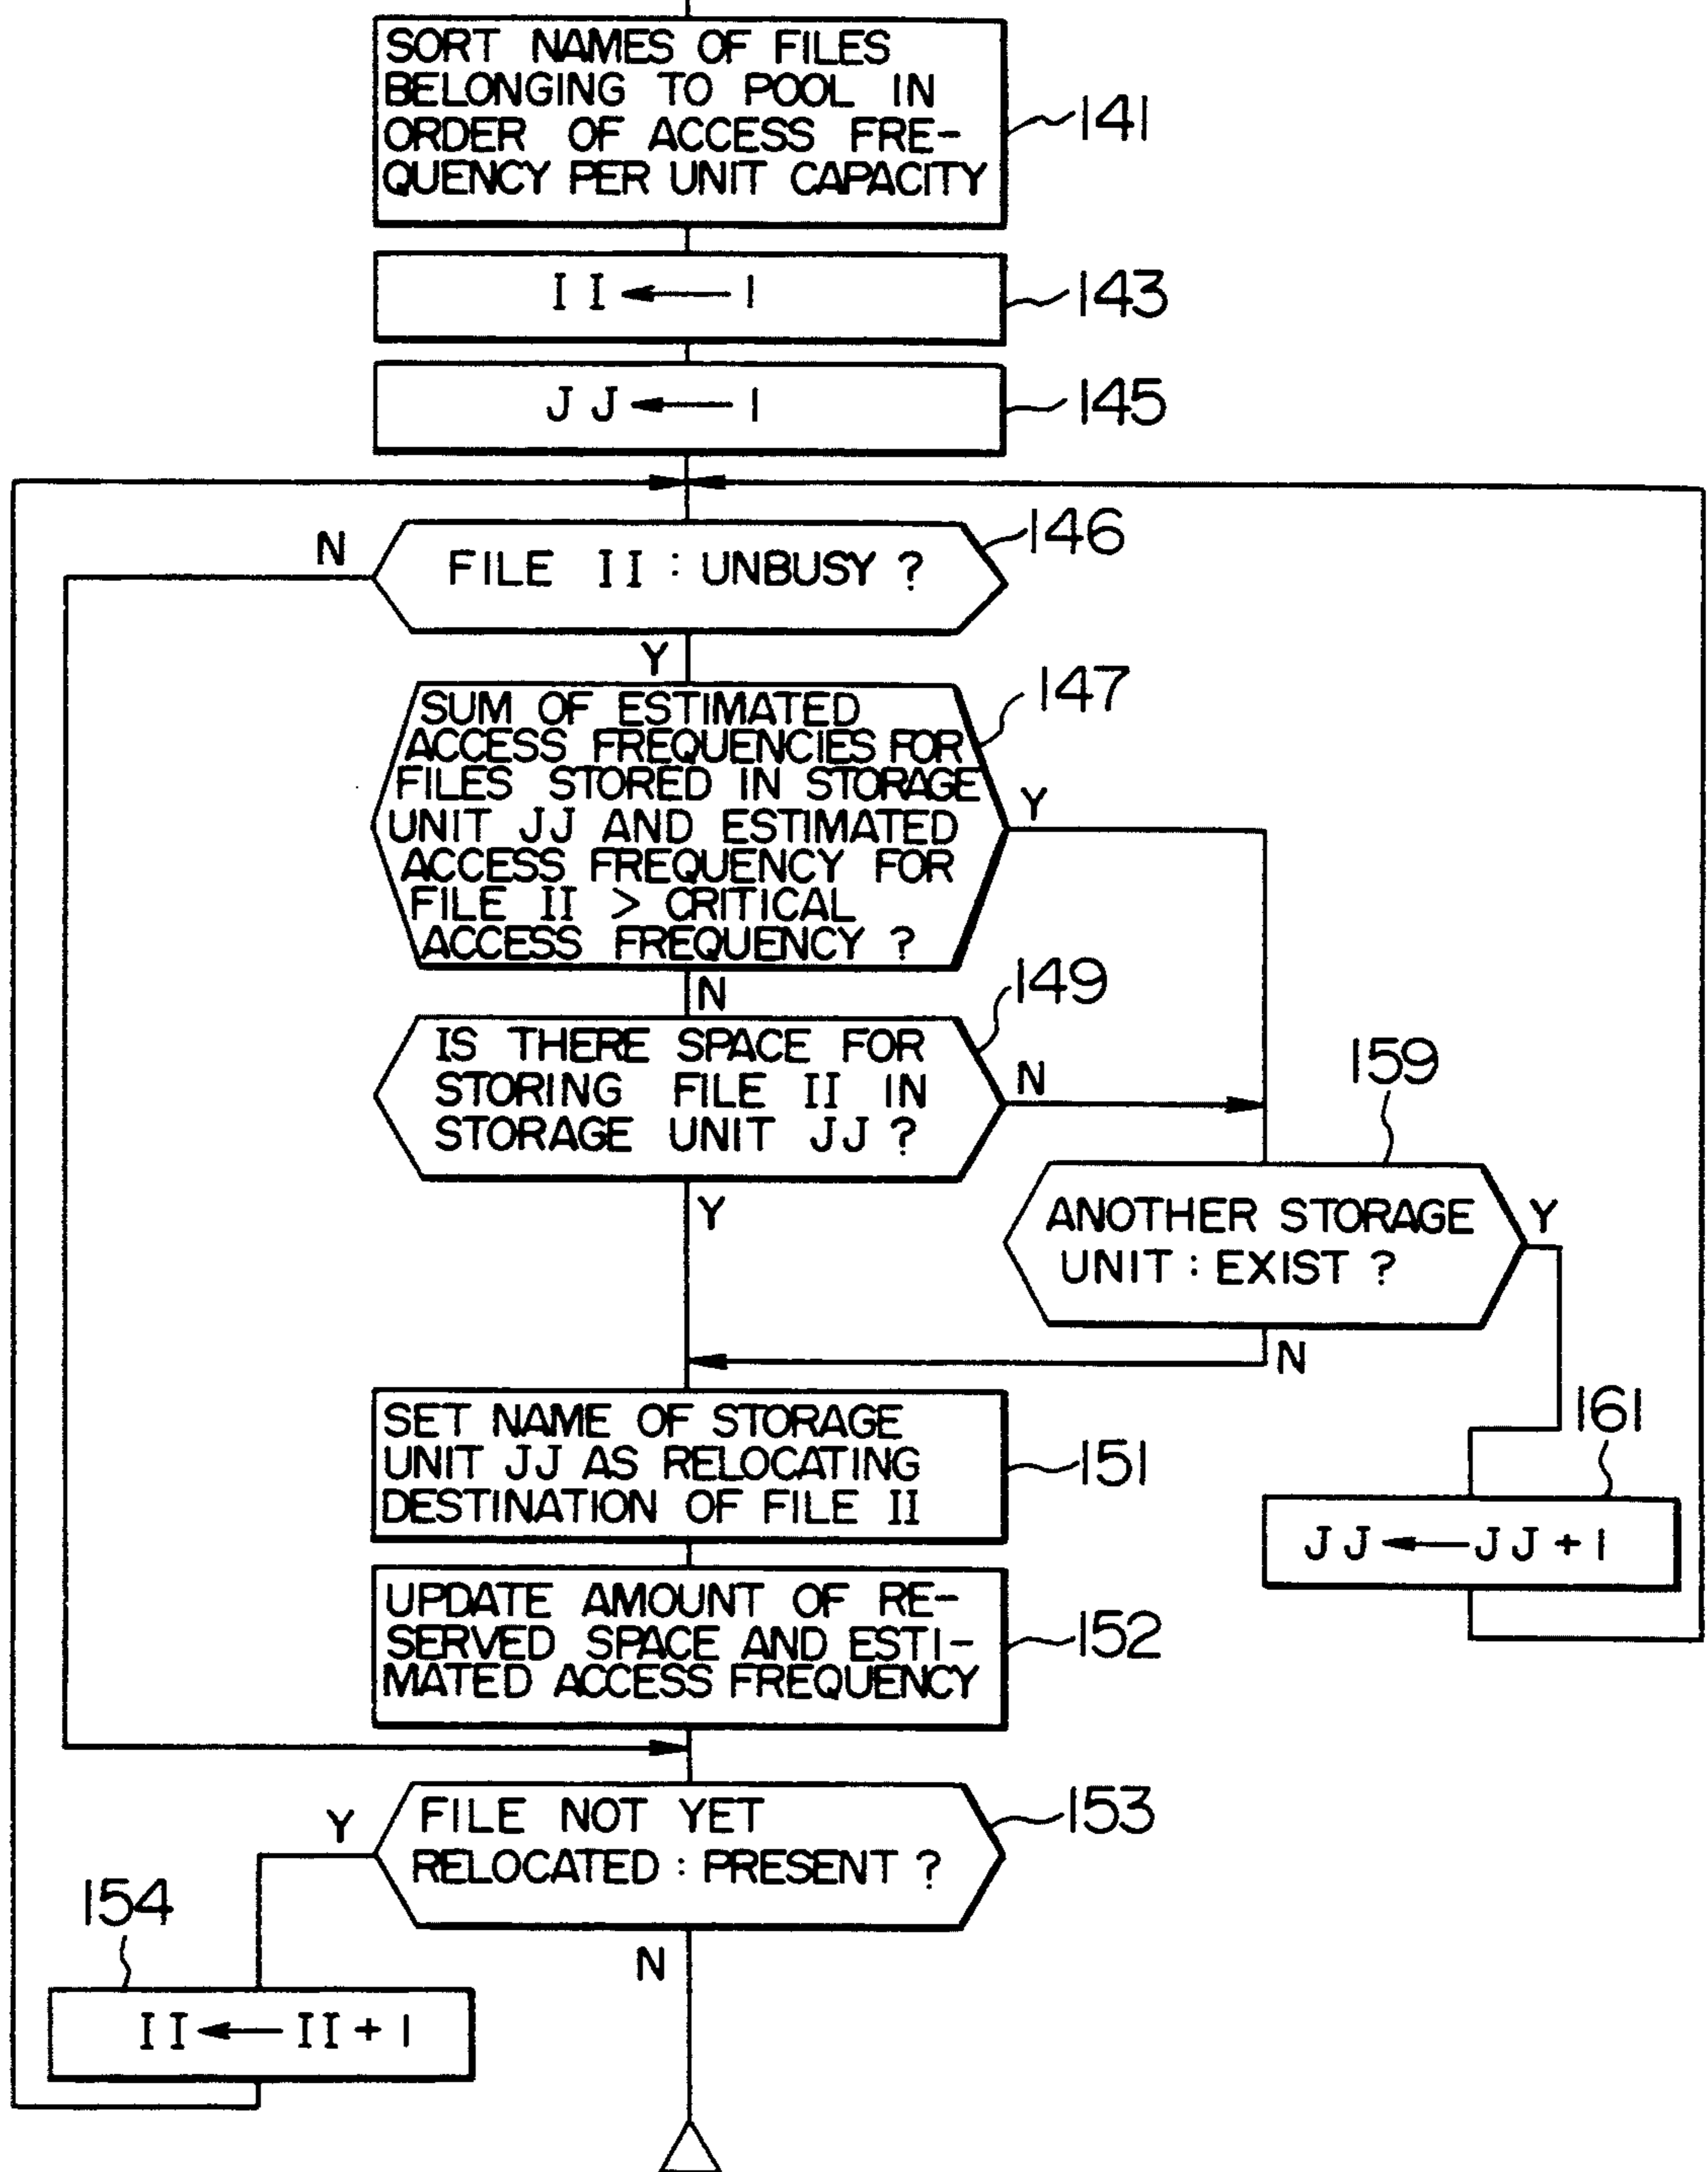 SORT NAMES OF FILES
BELONGING TO POOL IN
ORDER OF ACCESS FRE-
QUENCY PER UNIT CAPACITY
141
II ← 1
143
JJ ← 1
145
146
N
FILE II : UNBUSY ?
Y
147
SUM OF ESTIMATED
ACCESS FREQUENCIES FOR
FILES STORED IN STORAGE
UNIT JJ AND ESTIMATED
ACCESS FREQUENCY FOR
FILE II > CRITICAL
ACCESS FREQUENCY ?
Y
N
149
IS THERE SPACE FOR
STORING FILE II IN
STORAGE UNIT JJ ?
N
Y
159
ANOTHER STORAGE
UNIT : EXIST ?
Y
N
SET NAME OF STORAGE
UNIT JJ AS RELOCATING
DESTINATION OF FILE II
151
161
JJ ← JJ + 1
UPDATE AMOUNT OF RE-
SERVED SPACE AND ESTI-
MATED ACCESS FREQUENCY
152
FILE NOT YET
RELOCATED : PRESENT ?
153
Y
N
154
II ← II + 1